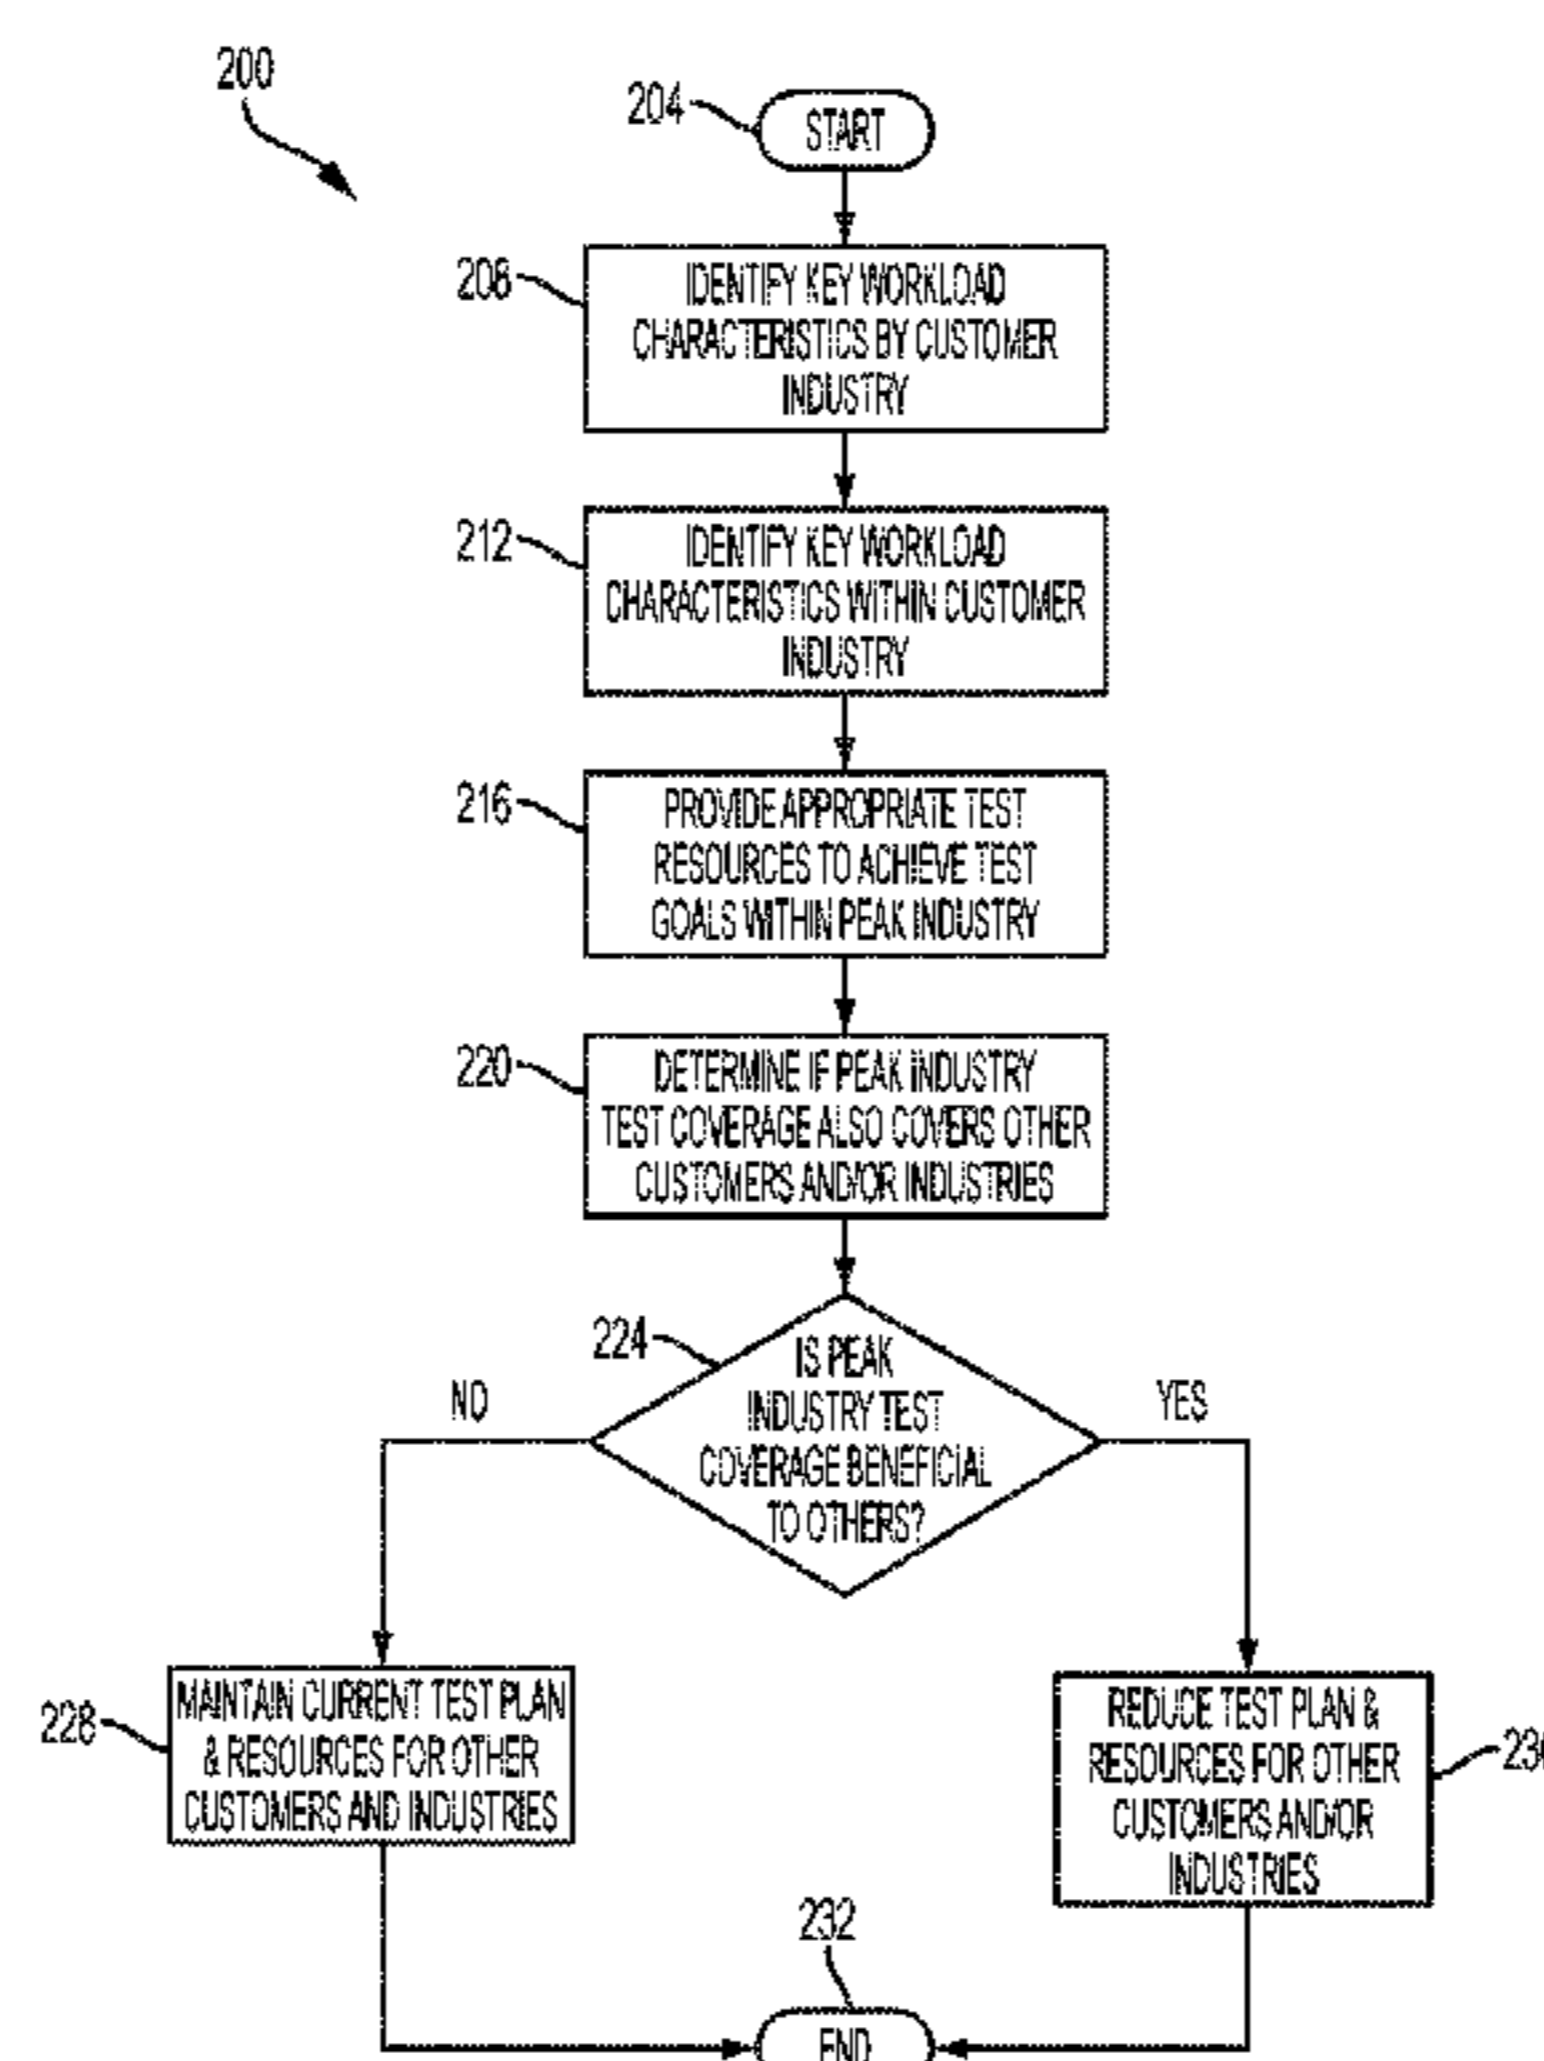 200
204
START
208
IDENTIFY KEY WORKLOAD
CHARACTERISTICS BY CUSTOMER
INDUSTRY
212
IDENTIFY KEY WORKLOAD
CHARACTERISTICS WITHIN CUSTOMER
INDUSTRY
216
PROVIDE APPROPRIATE TEST
RESOURCES TO ACHIEVE TEST
GOALS WITHIN PEAK INDUSTRY
220
DETERMINE IF PEAK INDUSTRY
TEST COVERAGE ALSO COVERS OTHER
CUSTOMERS AND/OR INDUSTRIES
224
IS PEAK
INDUSTRY TEST
COVERAGE BENEFICIAL
TO OTHERS?
NO
YES
228
MAINTAIN CURRENT TEST PLAN
& RESOURCES FOR OTHER
CUSTOMERS AND INDUSTRIES
REDUCE TEST PLAN &
RESOURCES FOR OTHER
CUSTOMERS AND/OR
INDUSTRIES
232
END